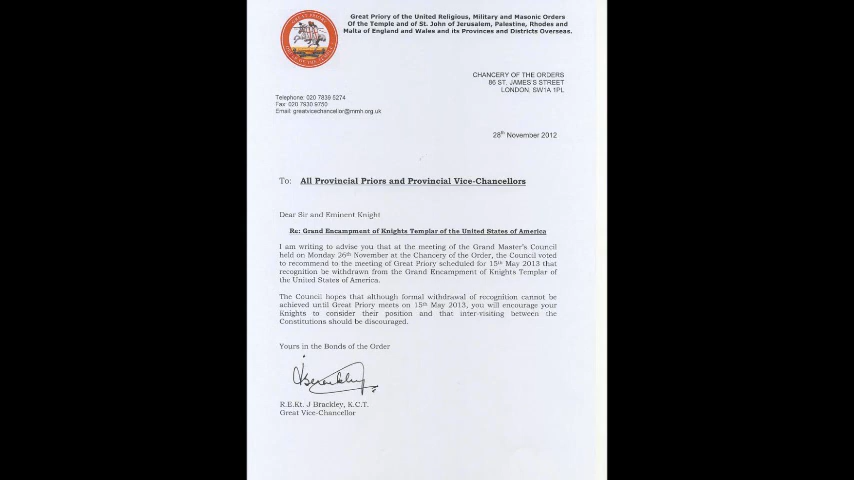 Great Priory of the United Religious, Military and Masonic Orders
Of the Temple and of St. John of Jerusalem, Palestine, Rhodes and
Malta of England and Wales and its Provinces and Districts Overseas.
CHANCERY OF THE ORDERS
86 ST. JAMES'S STREET
LONDON. SW1A 1PL
Telephone: 020 7839 5274
Fax: 020 7930 9750
Email: greatvicechancellor@mmh.org.uk
28th November 2012
To: All Provincial Priors and Provincial Vice-Chancellors
Dear Sir and Eminent Knight
Re: Grand Encampment of Knights Templar of the United States of America
I am writing to advise you that at the meeting of the Grand Master's Council
held on Monday 26th November at the Chancery of the Order, the Council voted
to recommend to the meeting of Great Priory scheduled for 15th May 2013 that
recognition be withdrawn from the Grand Encampment of Knights Templar of
the United States of America.
The Council hopes that although formal withdrawal of recognition cannot be
achieved until Great Priory meets on 15th May 2013, you will encourage your
Knights to consider their position and that inter-visiting between the
Constitutions should be discouraged.
Yours in the Bonds of the Order
R.E.Kt. J Brackley, K.C.T.
Great Vice-Chancellor